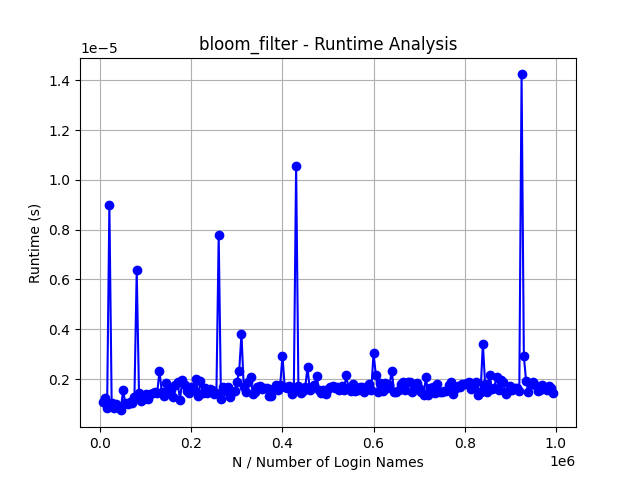 bloom_filter - Runtime Analysis
1e−5
1.4
1.2
1.0
0.8
0.6
0.4
0.2
Runtime (s)
0.0 0.2 0.4 0.6 0.8 1.0
1e6
N / Number of Login Names